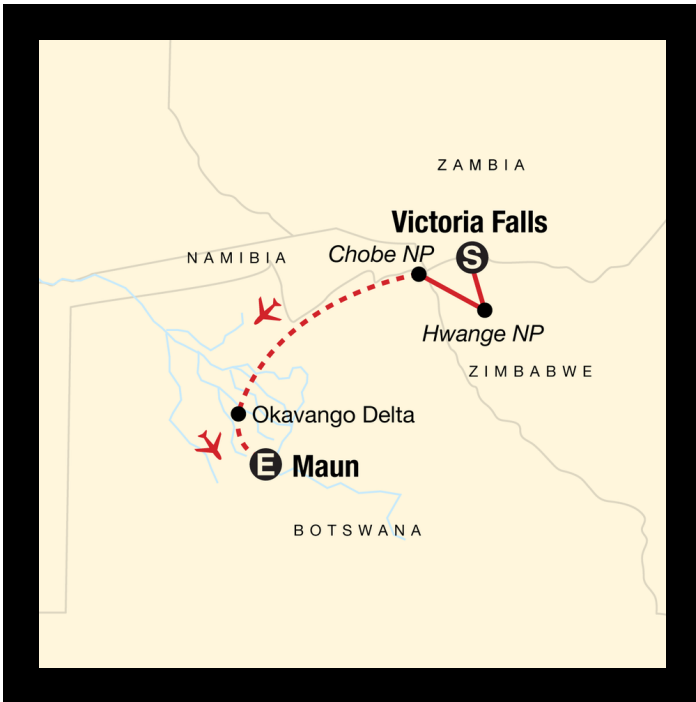 ZAMBIA
Victoria Falls
S
Chobe NP
NAMIBIA
Hwange NP
ZIMBABWE
Okavango Delta
E
Maun
BOTSWANA